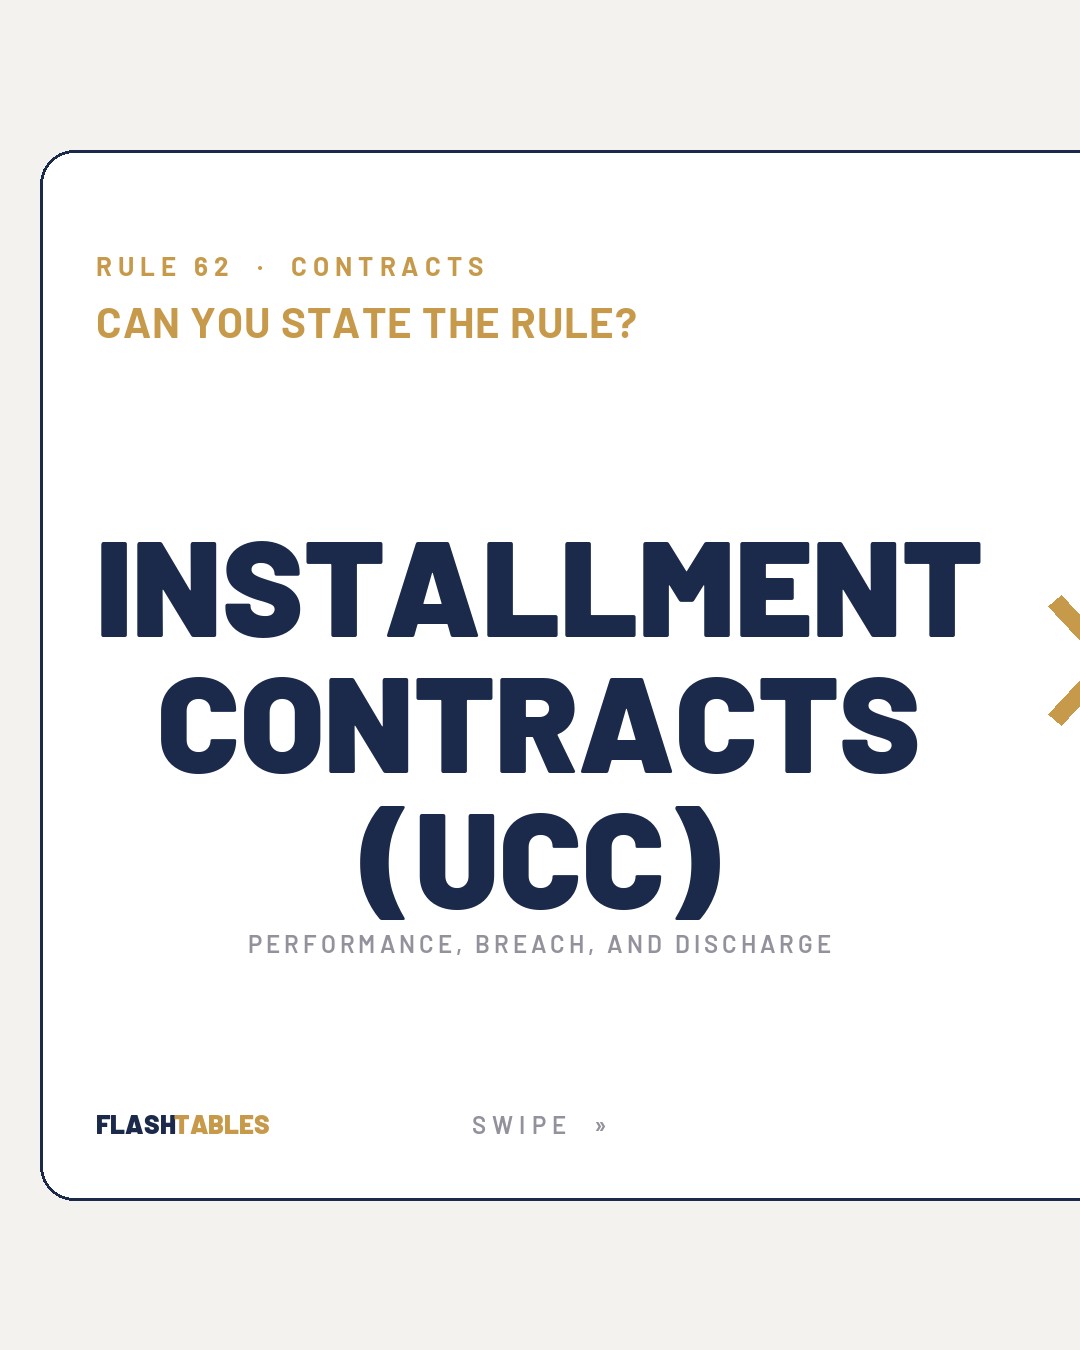 RULE 62 · CONTRACTS
CAN YOU STATE THE RULE?
INSTALLMENT
CONTRACTS
(UCC)
PERFORMANCE, BREACH, AND DISCHARGE
FLASHTABLES
SWIPE »